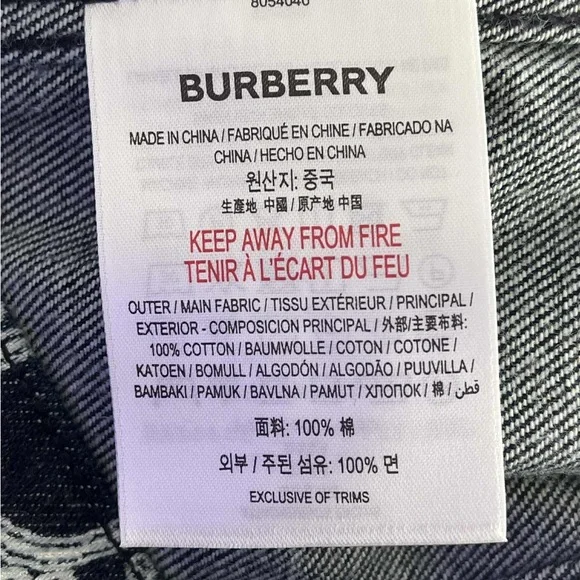 8054040
BURBERRY
MADE IN CHINA / FABRIQUÉ EN CHINE / FABRICADO NA
CHINA / HECHO EN CHINA
원산지: 중국
生產地 中國 / 原产地 中国
KEEP AWAY FROM FIRE
TENIR À L'ÉCART DU FEU
OUTER / MAIN FABRIC / TISSU EXTÉRIEUR / PRINCIPAL /
EXTERIOR - COMPOSICION PRINCIPAL / 外部/主要布料:
100% COTTON / BAUMWOLLE / COTON / COTONE /
KATOEN / BOMULL / ALGODÓN / ALGODÃO / PUUVILLA /
BAMBAKI / PAMUK / BAVLNA / PAMUT / ХЛОПОК / 棉 / قطن
面料: 100% 棉
외부 / 주된 섬유: 100% 면
EXCLUSIVE OF TRIMS